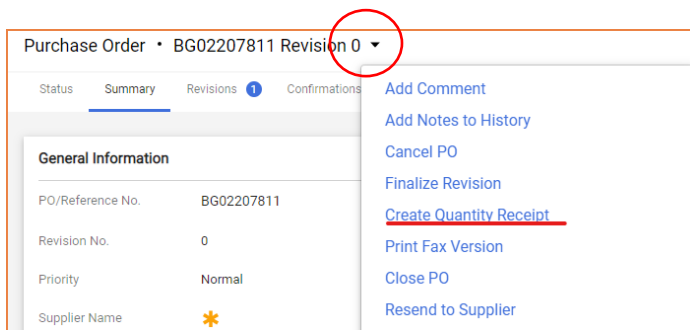 Purchase Order • BG02207811 Revision 0
Status Summary Revisions 1 Confirmations
General Information
PO/Reference No. BG02207811
Revision No. 0
Priority Normal
Supplier Name
Add Comment
Add Notes to History
Cancel PO
Finalize Revision
Create Quantity Receipt
Print Fax Version
Close PO
Resend to Supplier